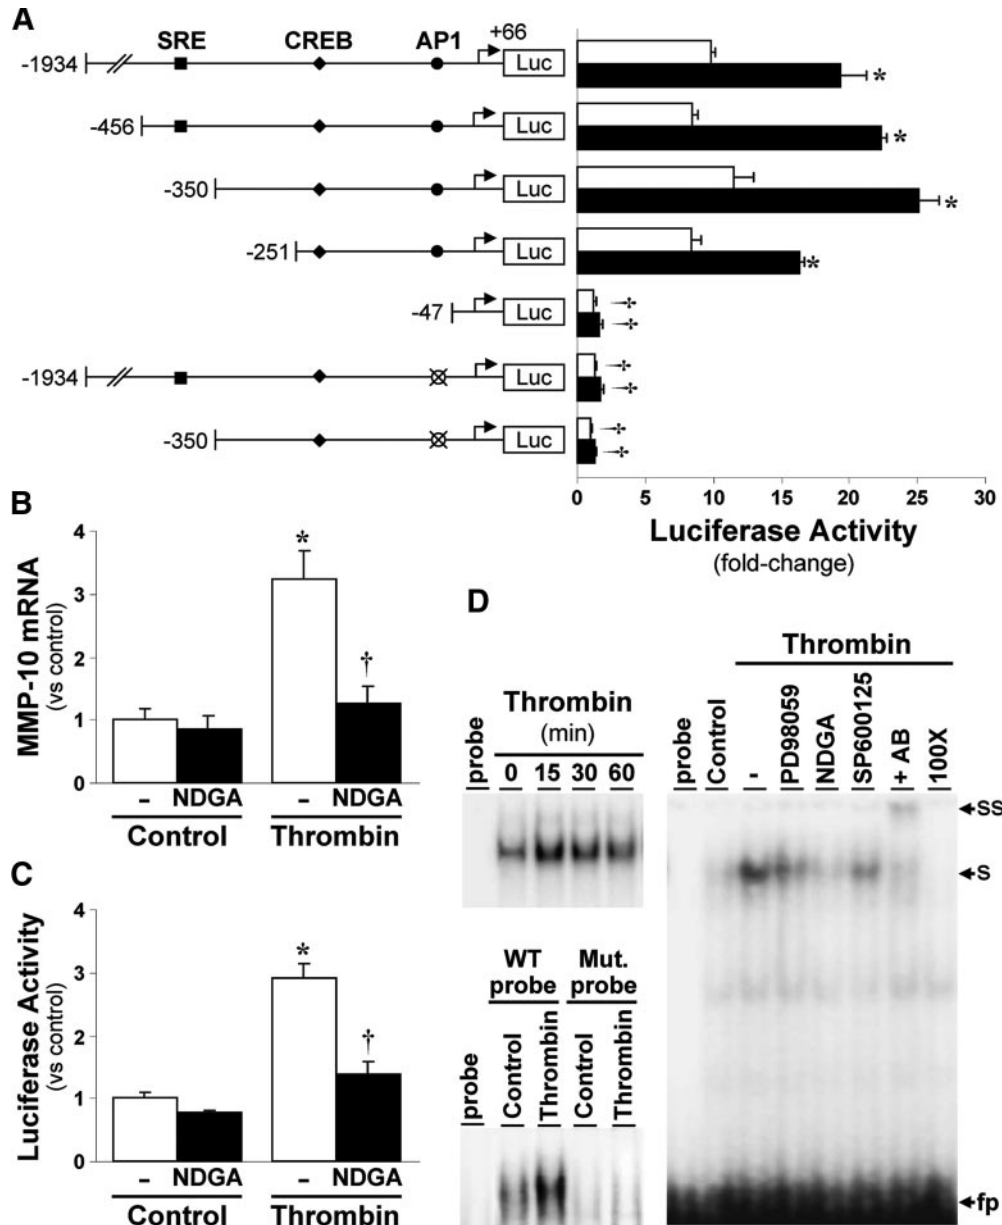 A
SRE CREB AP1 +66
-1934 Luc *
-456 Luc *
-350 Luc *
-251 Luc *
-47 Luc
-1934 Luc
-350 Luc
0 5 10 15 20 25 30
Luciferase Activity
(fold-change)
B
MMP-10 mRNA
(vs control)
4
3
2
1
0
*
†
- NDGA - NDGA
Control Thrombin
C
Luciferase Activity
(vs control)
4
3
2
1
0
*
†
- NDGA - NDGA
Control Thrombin
D
Thrombin
(min)
probe 0 15 30 60
WT probe Mut. probe
probe Control Thrombin Control Thrombin
Thrombin
probe Control - PD98059 NDGA SP600125 + AB 100X
SS
S
fp